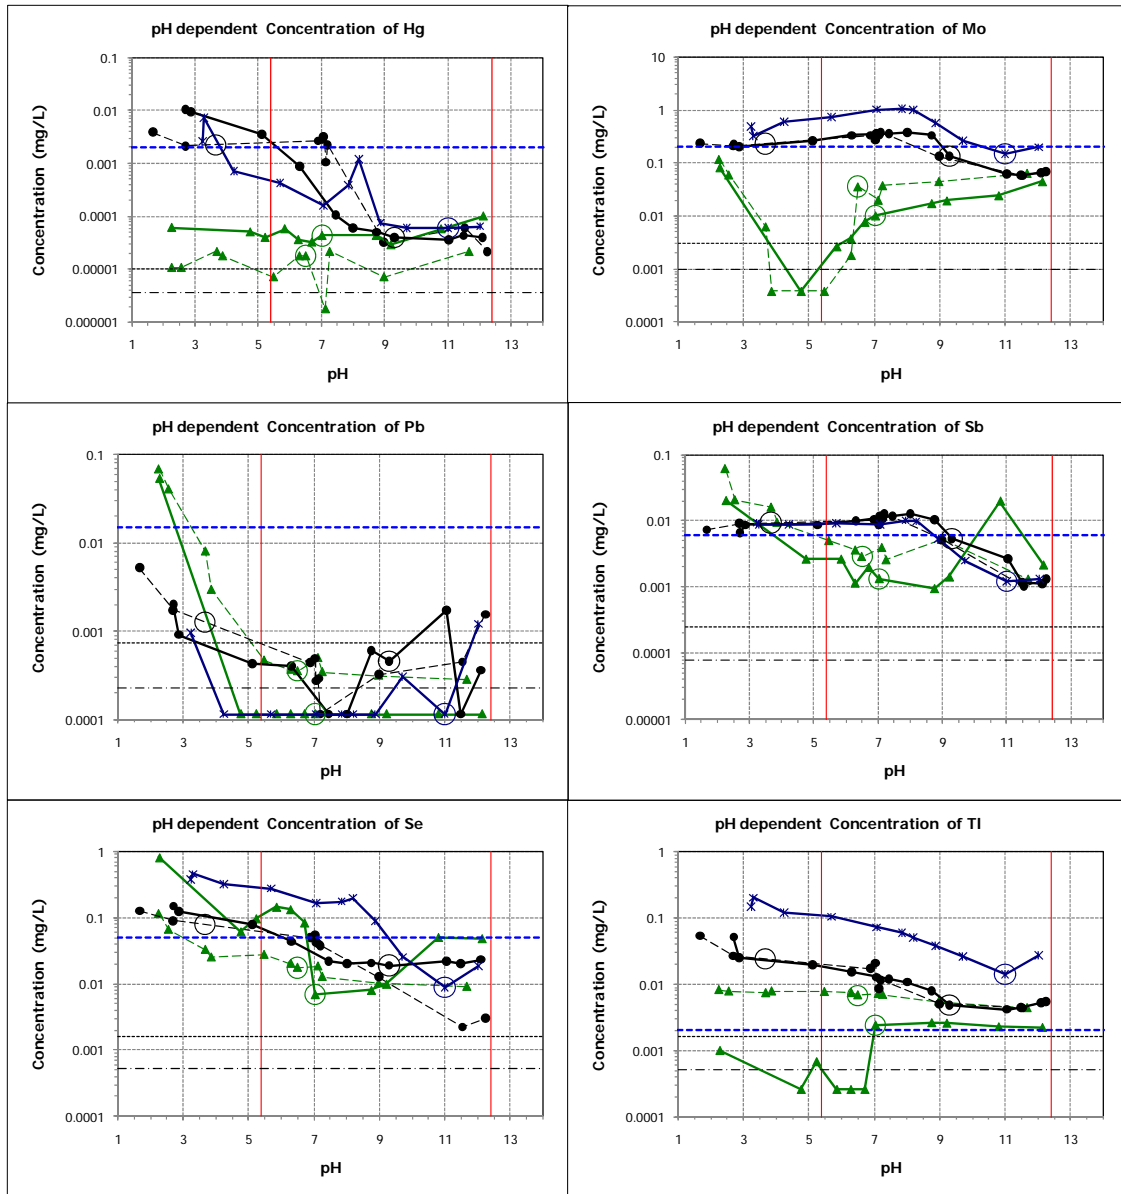 pH dependent Concentration of Hg
0.1
0.01
0.001
0.0001
0.00001
0.000001
Concentration (mg/L)
1 3 5 7 9 11 13
pH
pH dependent Concentration of Mo
10
1
0.1
0.01
0.001
0.0001
Concentration (mg/L)
1 3 5 7 9 11 13
pH
pH dependent Concentration of Pb
0.1
0.01
0.001
0.0001
Concentration (mg/L)
1 3 5 7 9 11 13
pH
pH dependent Concentration of Sb
0.1
0.01
0.001
0.0001
0.00001
Concentration (mg/L)
1 3 5 7 9 11 13
pH
pH dependent Concentration of Se
1
0.1
0.01
0.001
0.0001
Concentration (mg/L)
1 3 5 7 9 11 13
pH
pH dependent Concentration of Tl
1
0.1
0.01
0.001
0.0001
Concentration (mg/L)
1 3 5 7 9 11 13
pH